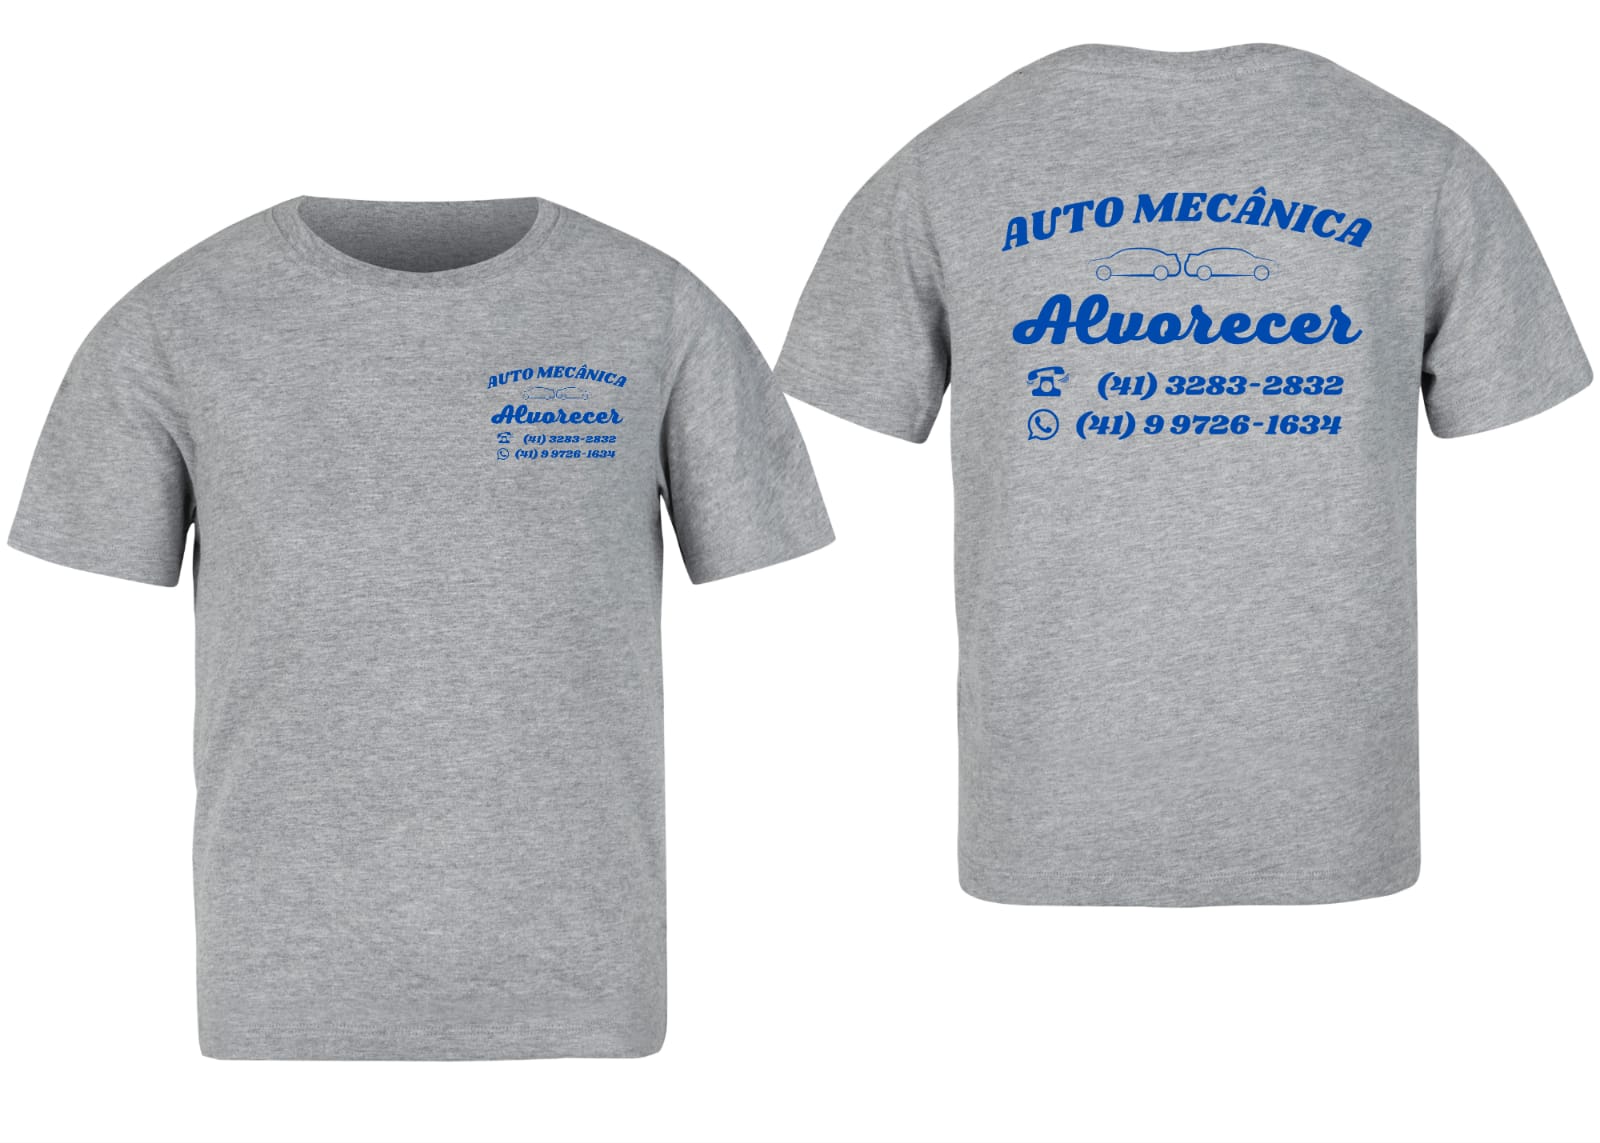 AUTO MECÂNICA
Alvorecer
(41) 3283-2832
(41) 9 9726-1634
AUTO MECÂNICA
Alvorecer
(41) 3283-2832
(41) 9 9726-1634